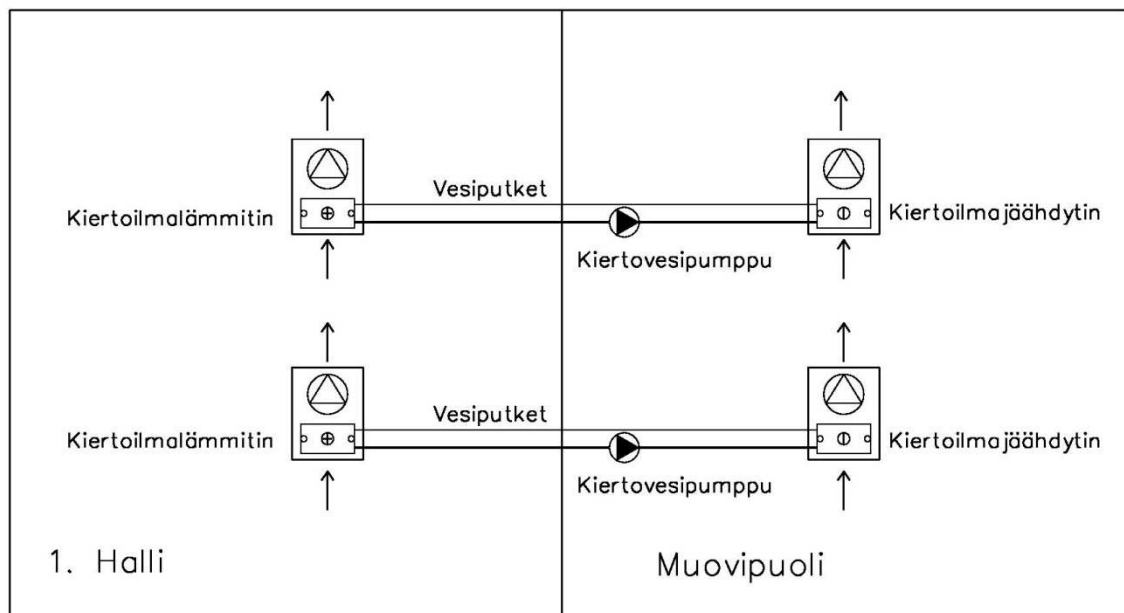 Vesiputket
Kiertoilmalämmitin
Kiertoilmajäähdytin
Kiertovesipumppu
Vesiputket
Kiertoilmalämmitin
Kiertoilmajäähdytin
Kiertovesipumppu
1. Halli
Muovipuoli